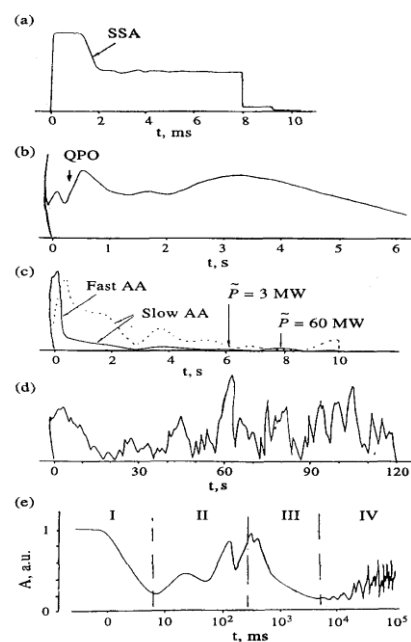 (a)
SSA
0 2 4 6 8 10
t, ms
(b)
QPO
0 1 2 3 4 5 6
t, s
(c)
Fast AA
Slow AA
P̃ = 3 MW
P̃ = 60 MW
0 2 4 6 8 10
t, s
(d)
0 30 60 90 120
t, s
(e)
I II III IV
A, a.u.
1
0
0 10 10² 10³ 10⁴ 10⁵
t, ms